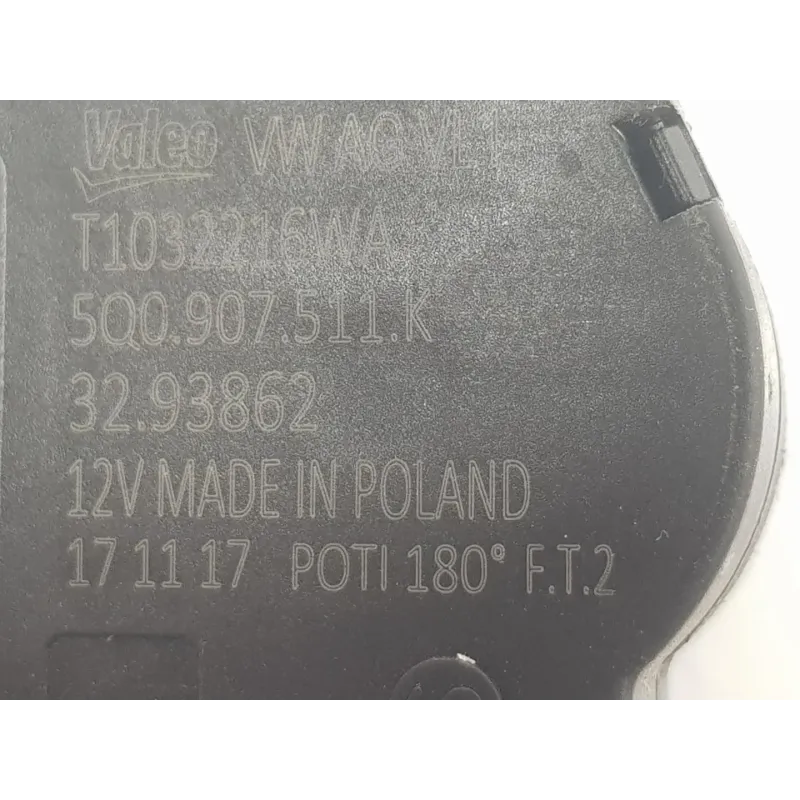 Valeo VW AG VL1
T1032216WA
5Q0.907.511.K
32.93862
12V MADE IN POLAND
17 11 17 POTI 180° F.T.2